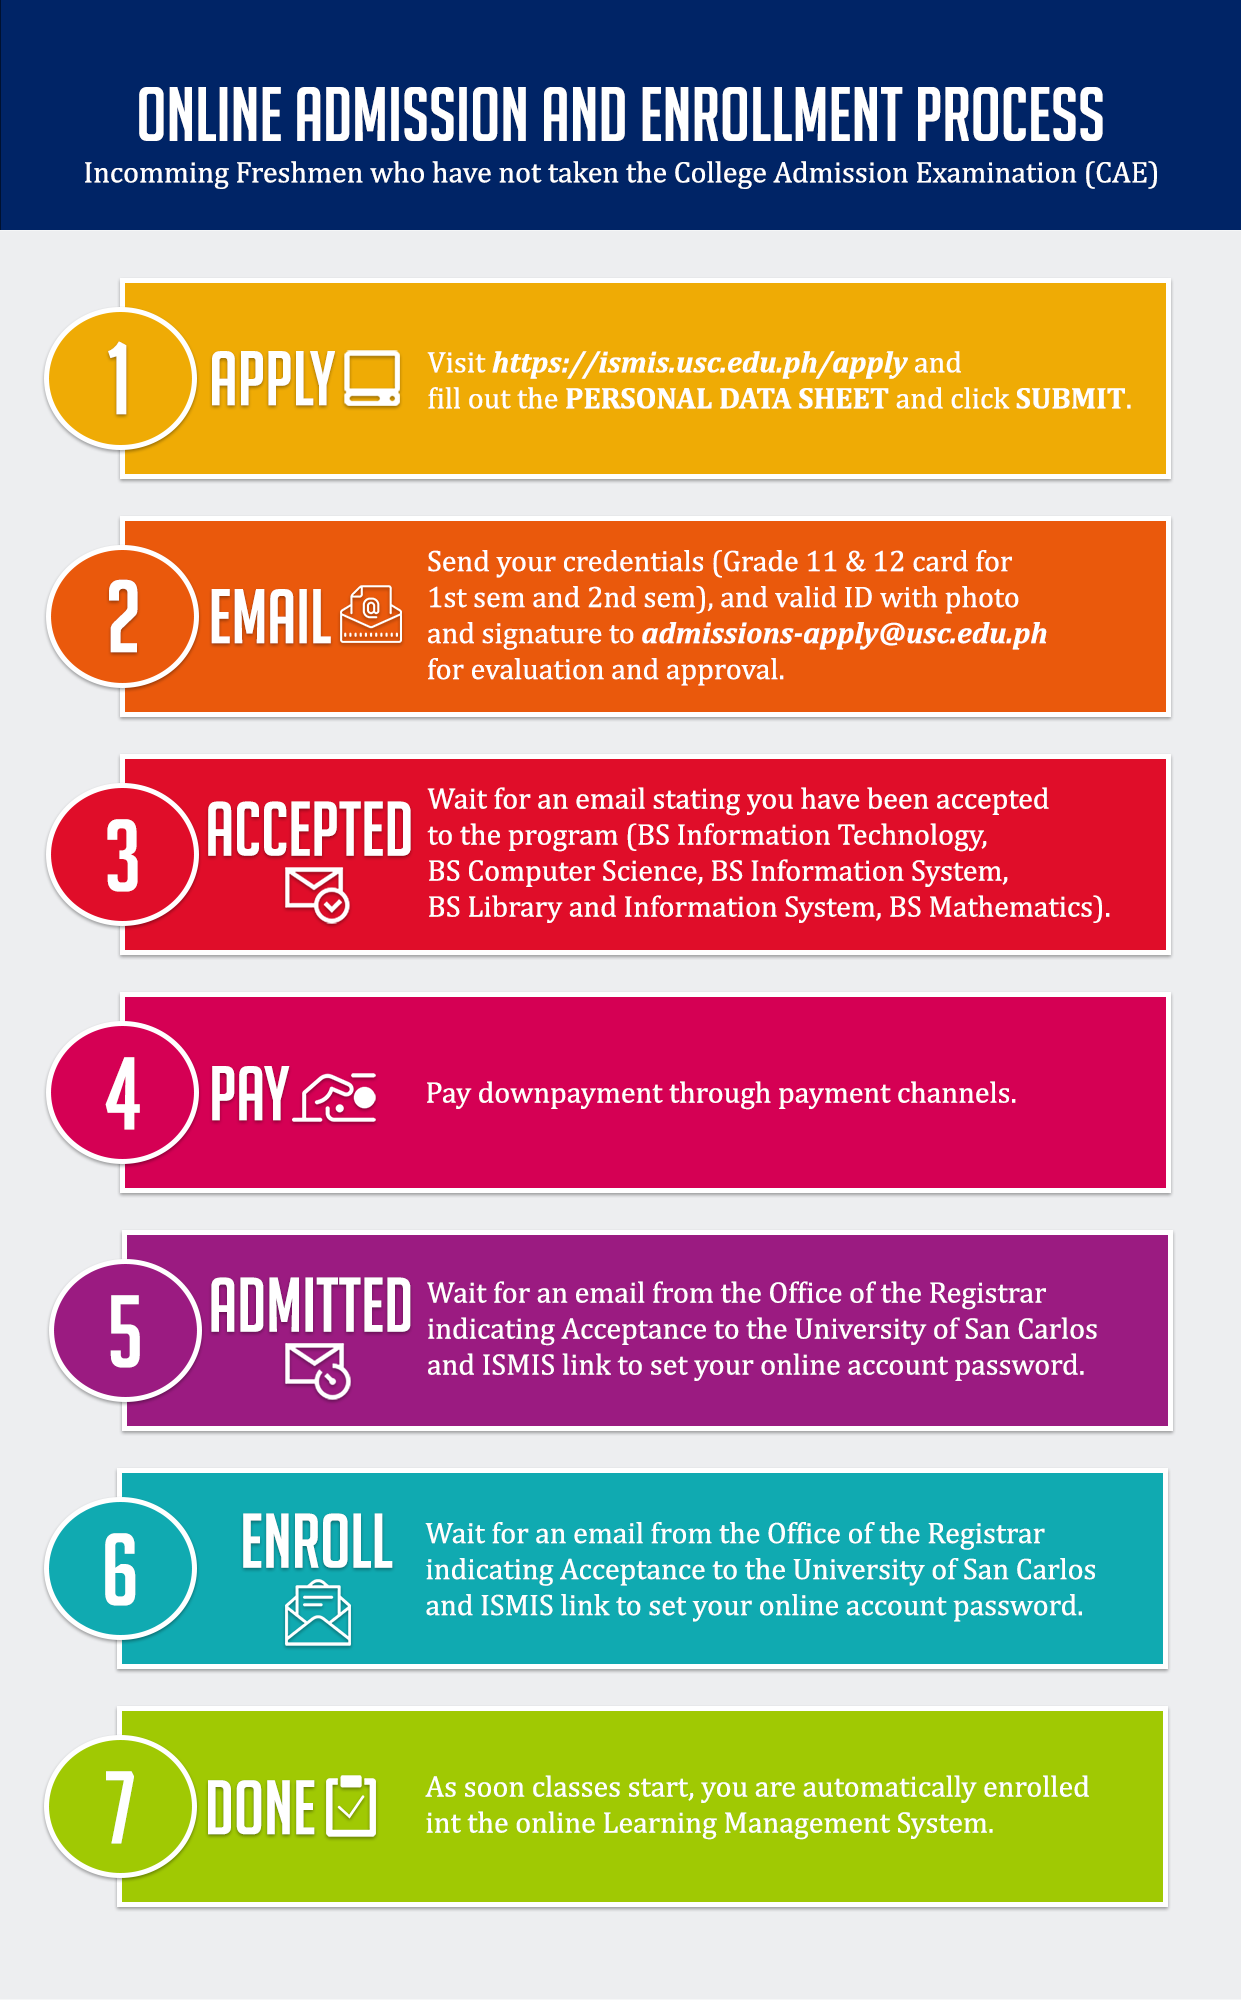 ONLINE ADMISSION AND ENROLLMENT PROCESS
Incomming Freshmen who have not taken the College Admission Examination (CAE)
1
APPLY
Visit https://ismis.usc.edu.ph/apply and
fill out the PERSONAL DATA SHEET and click SUBMIT.
2
EMAIL
@
Send your credentials (Grade 11 & 12 card for
1st sem and 2nd sem), and valid ID with photo
and signature to admissions-apply@usc.edu.ph
for evaluation and approval.
3
ACCEPTED
Wait for an email stating you have been accepted
to the program (BS Information Technology,
BS Computer Science, BS Information System,
BS Library and Information System, BS Mathematics).
4
PAY
Pay downpayment through payment channels.
5
ADMITTED
Wait for an email from the Office of the Registrar
indicating Acceptance to the University of San Carlos
and ISMIS link to set your online account password.
6
ENROLL
Wait for an email from the Office of the Registrar
indicating Acceptance to the University of San Carlos
and ISMIS link to set your online account password.
7
DONE
As soon classes start, you are automatically enrolled
int the online Learning Management System.